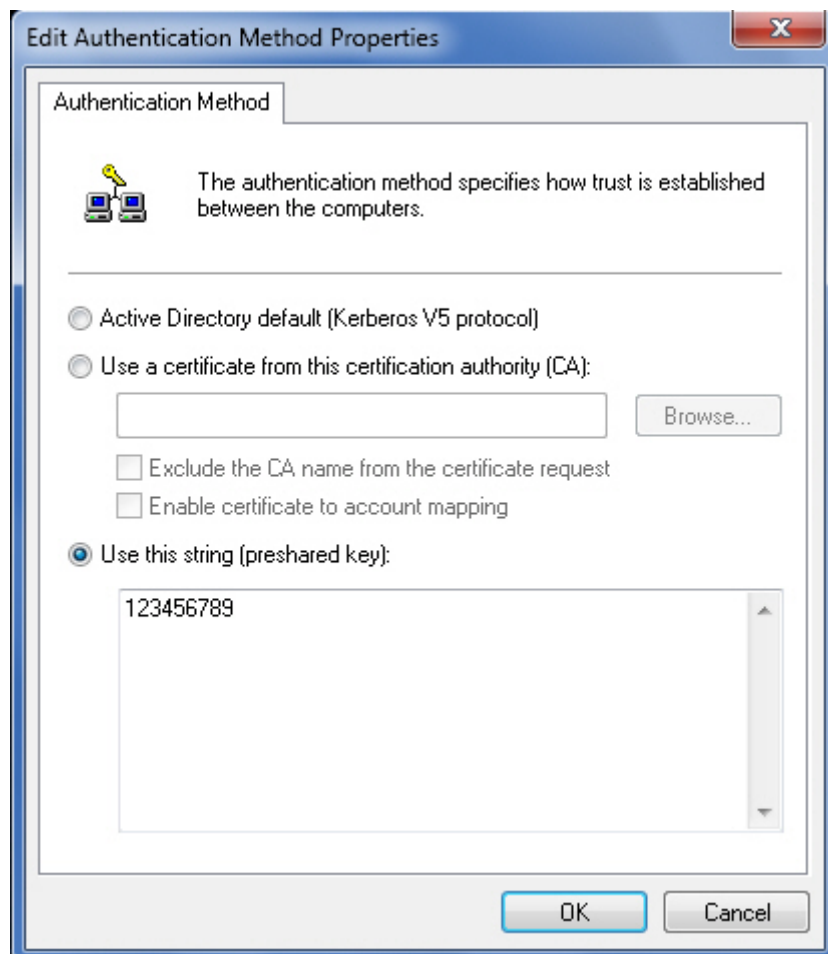 Edit Authentication Method Properties
Authentication Method
The authentication method specifies how trust is established
between the computers.
Active Directory default (Kerberos V5 protocol)
Use a certificate from this certification authority (CA):
Browse...
Exclude the CA name from the certificate request
Enable certificate to account mapping
Use this string (preshared key):
123456789
OK
Cancel